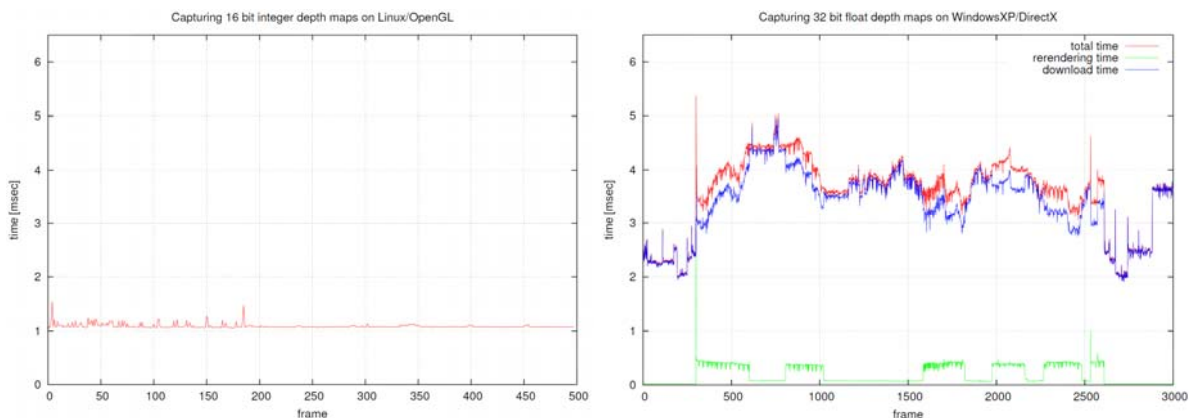 Capturing 16 bit integer depth maps on Linux/OpenGL
time [msec]
6
5
4
3
2
1
0
0 50 100 150 200 250 300 350 400 450 500
frame
Capturing 32 bit float depth maps on WindowsXP/DirectX
total time
rerendering time
download time
time [msec]
6
5
4
3
2
1
0
0 500 1000 1500 2000 2500 3000
frame